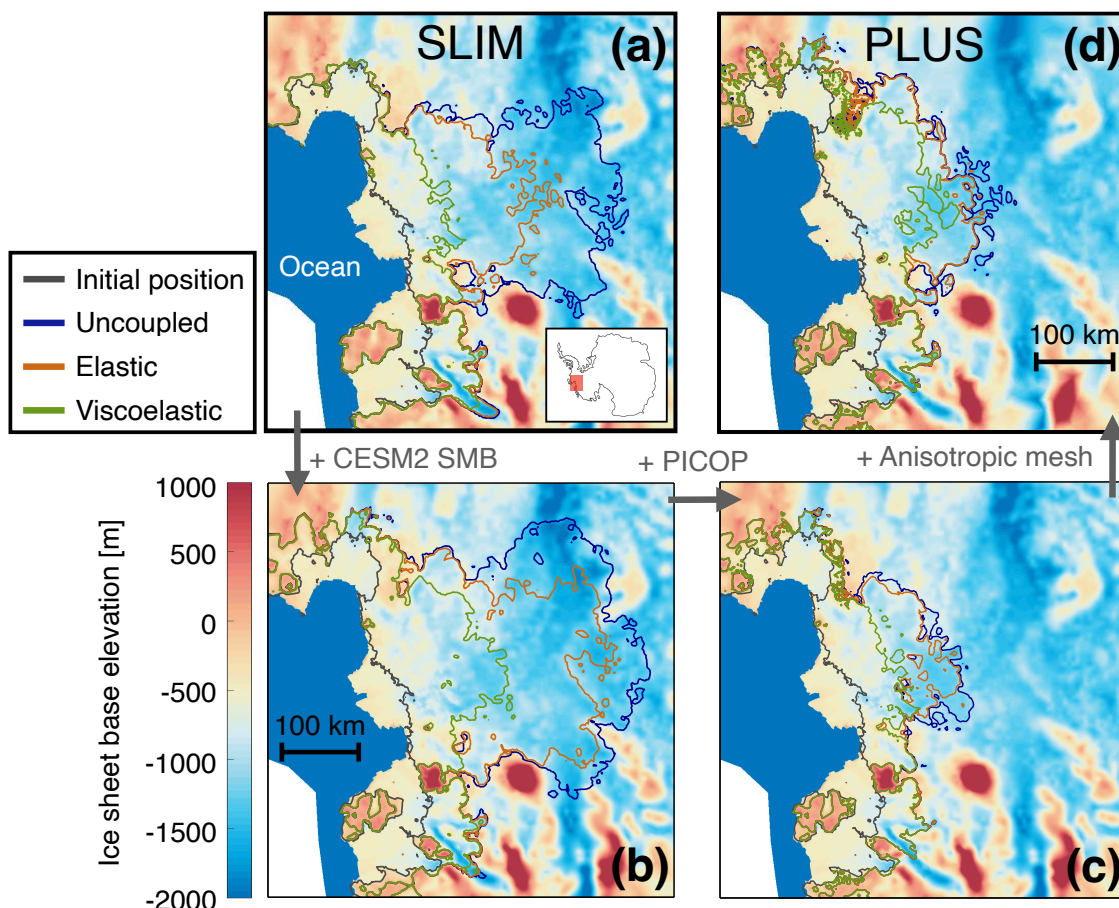 SLIM
(a)
PLUS
(d)
Ocean
Initial position
Uncoupled
Elastic
Viscoelastic
100 km
+ CESM2 SMB
+ PICOP
+ Anisotropic mesh
Ice sheet base elevation [m]
1000
500
0
-500
-1000
-1500
-2000
100 km
(b)
(c)